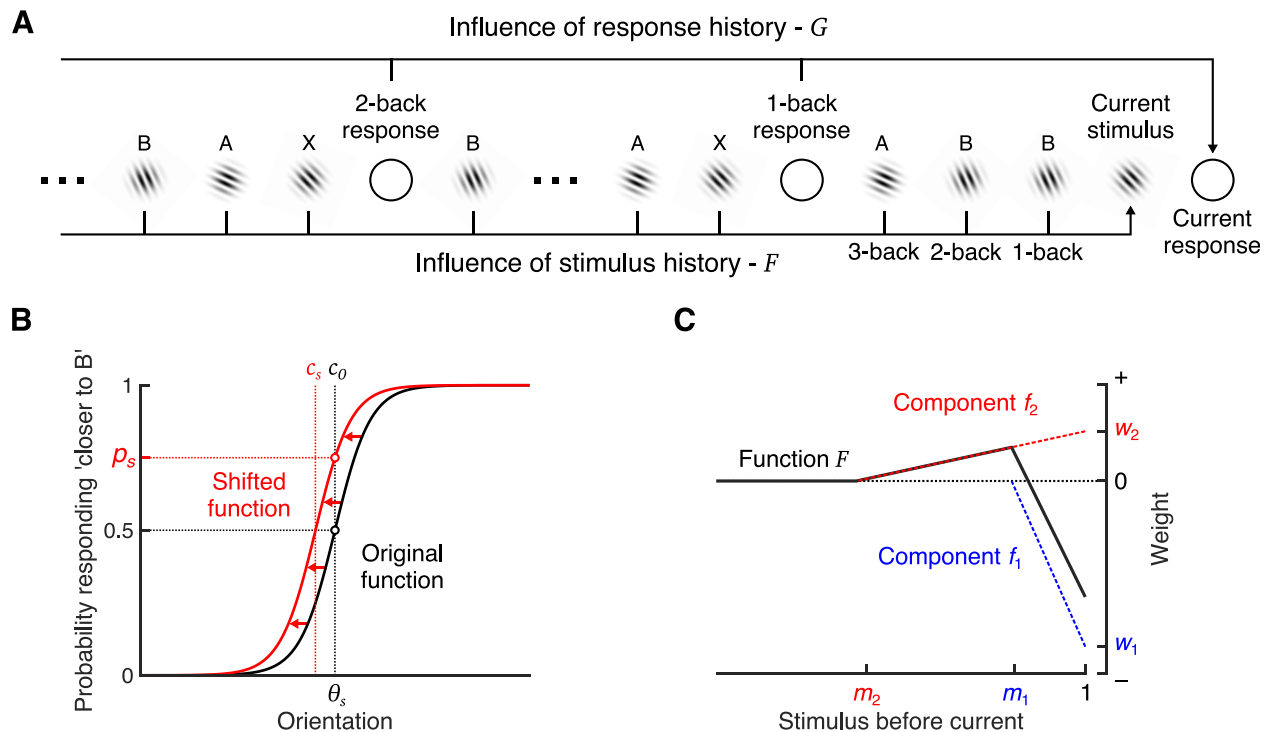 A
Influence of response history - G
2-back
response
1-back
response
Current
stimulus
B A X B A X A B B
3-back 2-back 1-back
Current
response
Influence of stimulus history - F
B
Probability responding 'closer to B'
1
0.5
0
p_s
c_s c_0
Shifted
function
Original
function
θ_s
Orientation
C
Component f_2
Function F
Component f_1
+
w_2
0
w_1
−
Weight
m_2 m_1 1
Stimulus before current